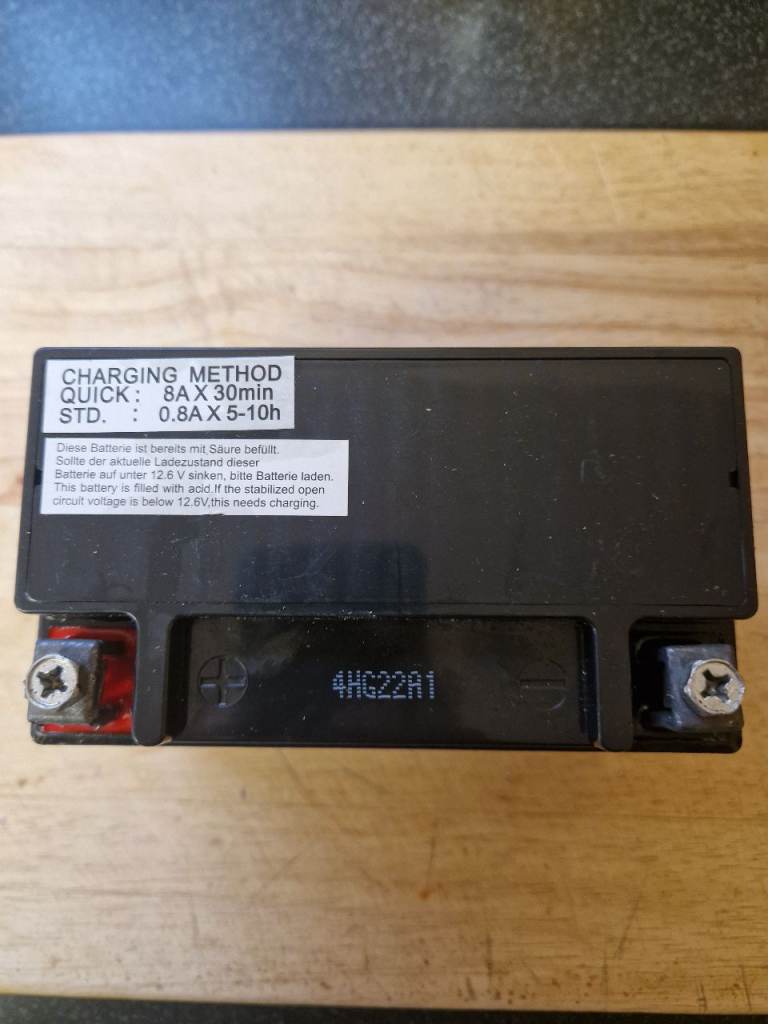 CHARGING METHOD
QUICK : 8A X 30min
STD. : 0.8A X 5-10h
Diese Batterie ist bereits mit Säure befüllt.
Sollte der aktuelle Ladezustand dieser
Batterie auf unter 12.6 V sinken, bitte Batterie laden.
This battery is filled with acid.If the stabilized open
circuit voltage is below 12.6V,this needs charging.
4HG22A1